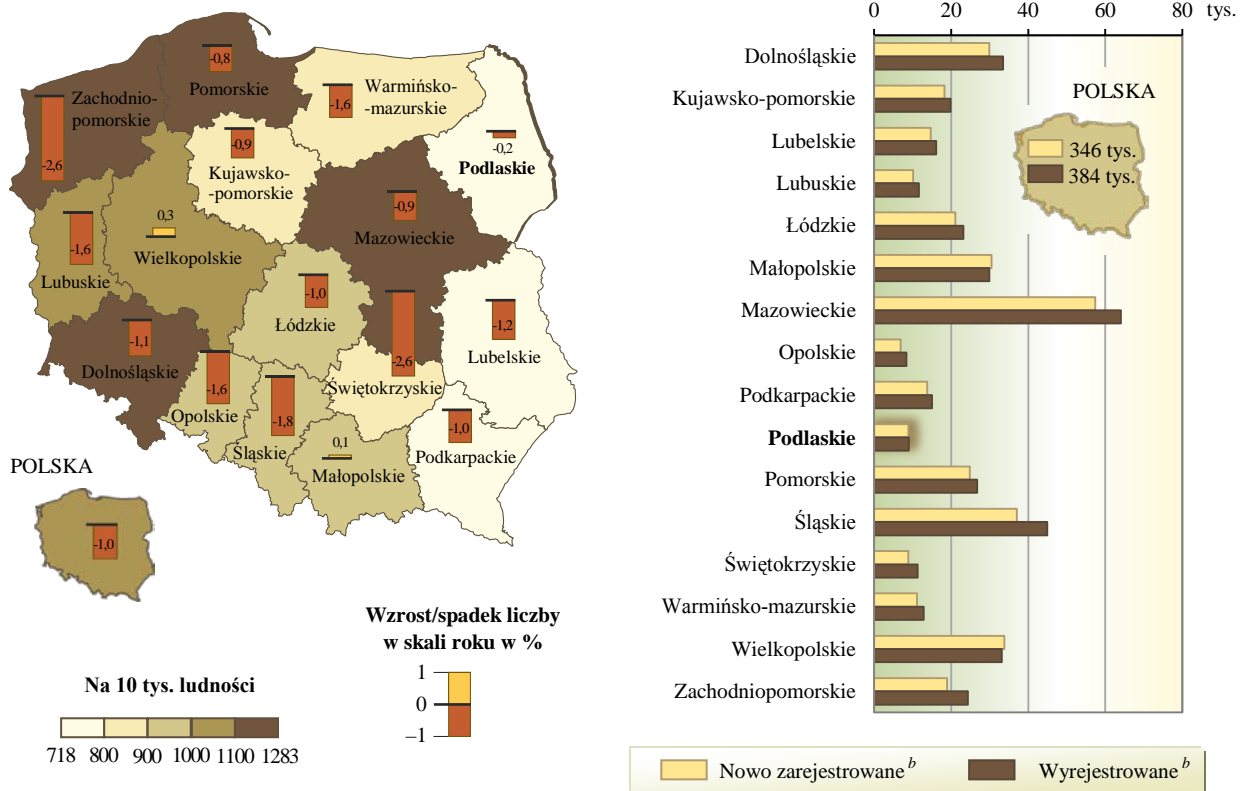 Zachodnio-
pomorskie
-2,6
-0,8
Pomorskie
-1,6
Warmińsko-
-mazurskie
-0,9
Kujawsko-
-pomorskie
-0,2
Podlaskie
-1,6
Lubuskie
0,3
Wielkopolskie
-0,9
Mazowieckie
-1,0
Łódzkie
-1,2
Lubelskie
-1,1
Dolnośląskie
-1,6
Opolskie
-1,8
Śląskie
-2,6
Świętokrzyskie
0,1
Małopolskie
-1,0
Podkarpackie
POLSKA
-1,0
Na 10 tys. ludności
718 800 900 1000 1100 1283
Wzrost/spadek liczby
w skali roku w %
1
0
–1
0 20 40 60 80 tys.
Dolnośląskie
Kujawsko-pomorskie
Lubelskie
Lubuskie
Łódzkie
Małopolskie
Mazowieckie
Opolskie
Podkarpackie
Podlaskie
Pomorskie
Śląskie
Świętokrzyskie
Warmińsko-mazurskie
Wielkopolskie
Zachodniopomorskie
POLSKA
346 tys.
384 tys.
Nowo zarejestrowane b
Wyrejestrowane b